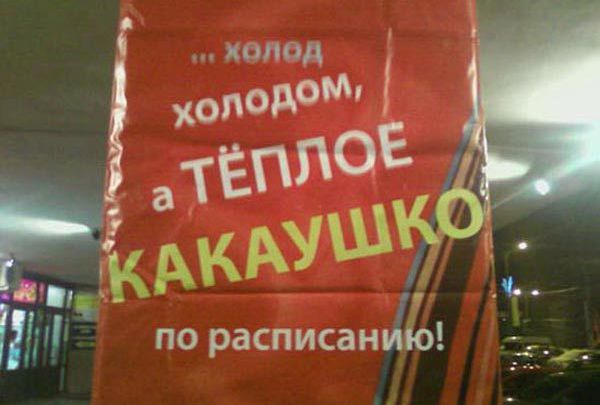 ... холод
холодом,
а ТЁПЛОЕ
КАКАУШКО
по расписанию!